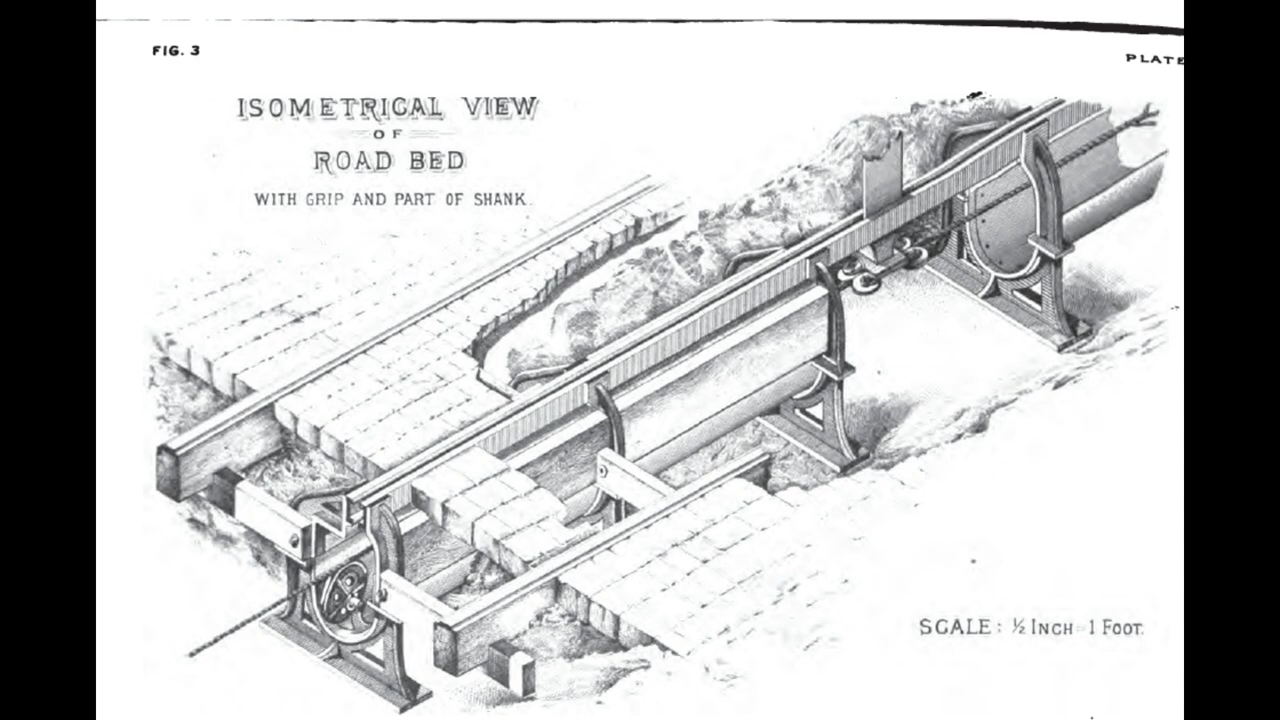 FIG. 3
PLATE
ISOMETRICAL VIEW
OF
ROAD BED
WITH GRIP AND PART OF SHANK.
SCALE: ½ INCH = 1 FOOT.